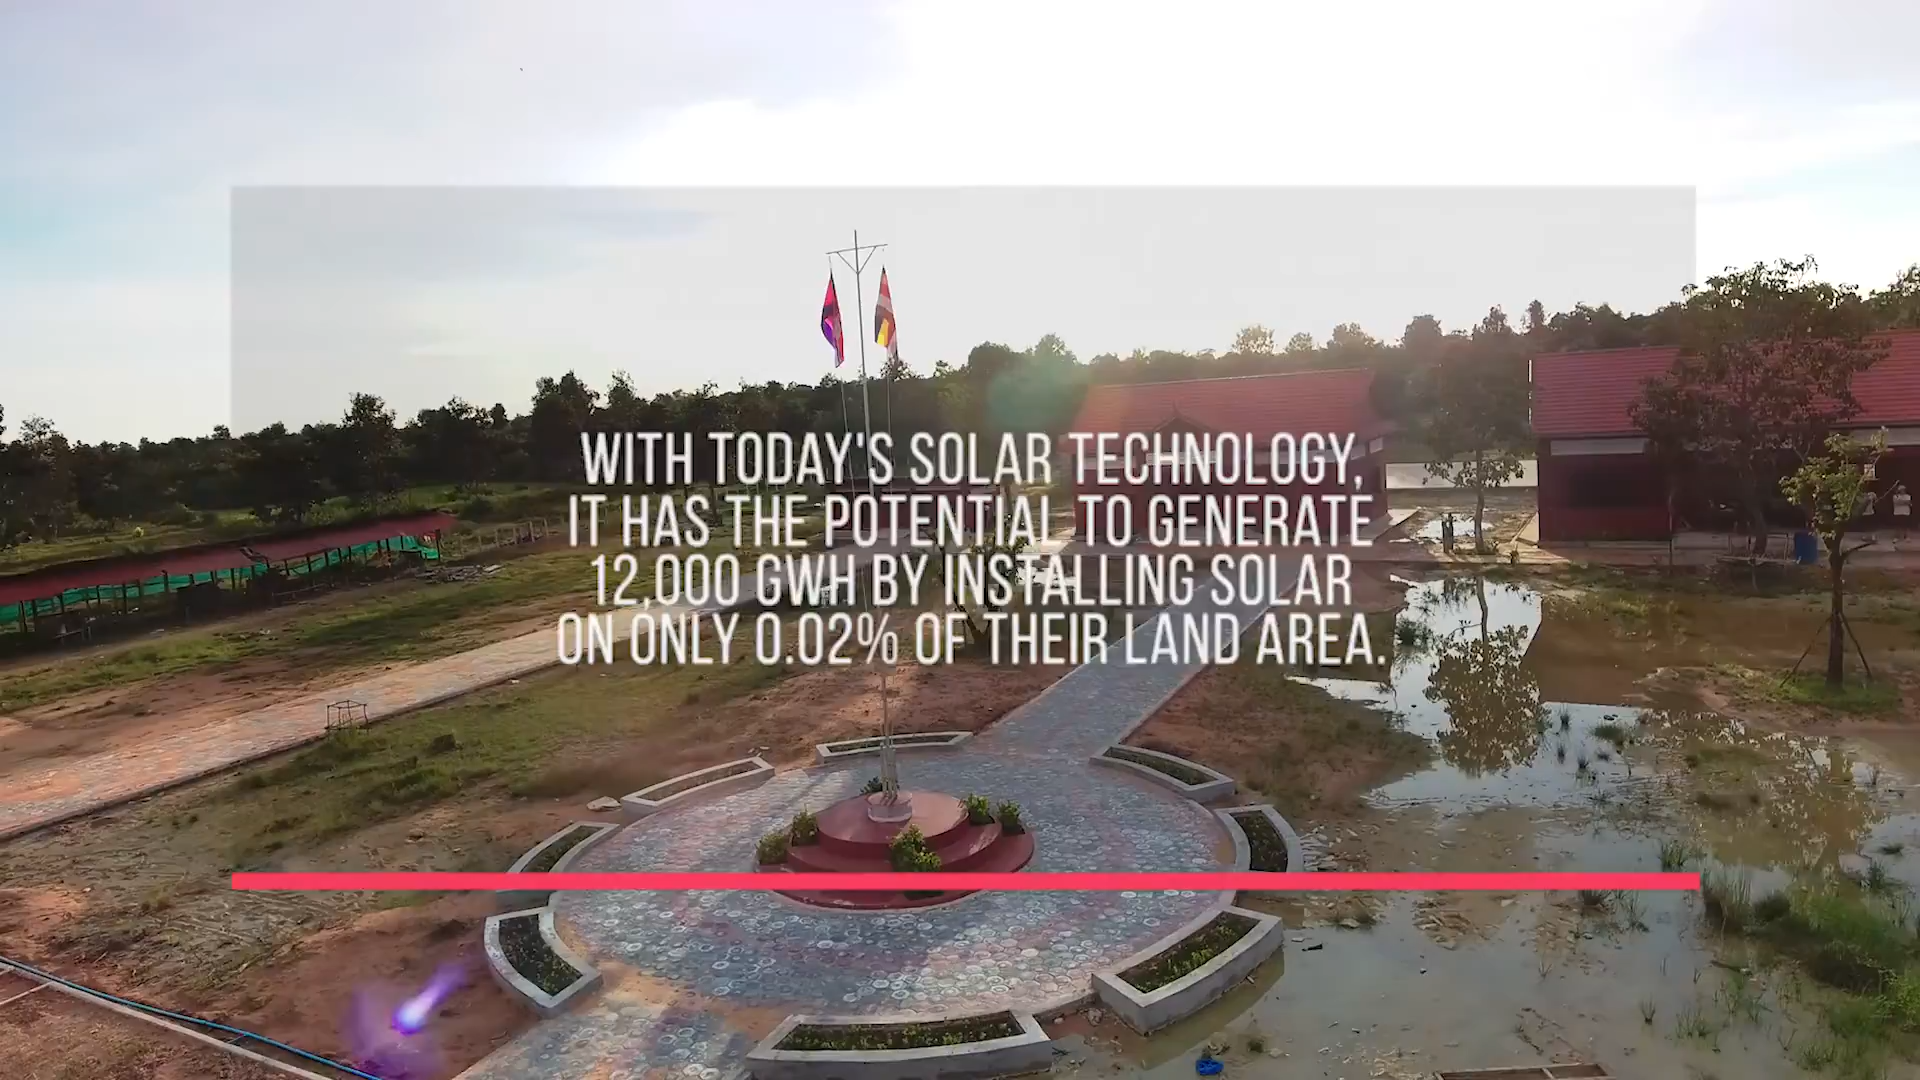 WITH TODAY'S SOLAR TECHNOLOGY,
IT HAS THE POTENTIAL TO GENERATE
12,000 GWH BY INSTALLING SOLAR
ON ONLY 0.02% OF THEIR LAND AREA.